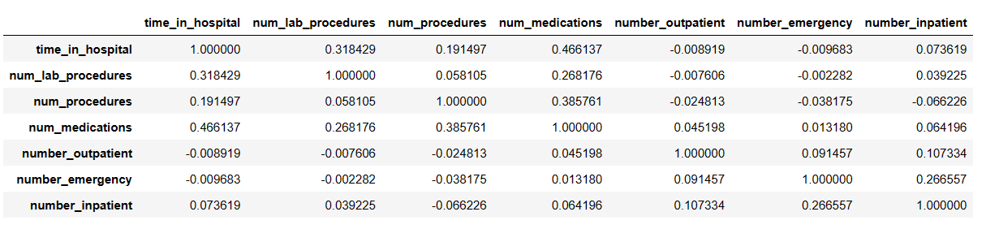 time_in_hospital num_lab_procedures num_procedures num_medications number_outpatient number_emergency number_inpatient
time_in_hospital 1.000000 0.318429 0.191497 0.466137 -0.008919 -0.009683 0.073619
num_lab_procedures 0.318429 1.000000 0.058105 0.268176 -0.007606 -0.002282 0.039225
num_procedures 0.191497 0.058105 1.000000 0.385761 -0.024813 -0.038175 -0.066226
num_medications 0.466137 0.268176 0.385761 1.000000 0.045198 0.013180 0.064196
number_outpatient -0.008919 -0.007606 -0.024813 0.045198 1.000000 0.091457 0.107334
number_emergency -0.009683 -0.002282 -0.038175 0.013180 0.091457 1.000000 0.266557
number_inpatient 0.073619 0.039225 -0.066226 0.064196 0.107334 0.266557 1.000000